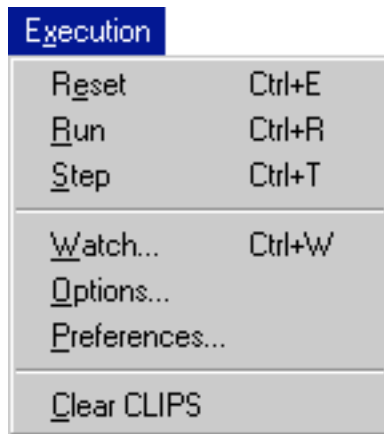 Execution
Reset Ctrl+E
Run Ctrl+R
Step Ctrl+T
Watch... Ctrl+W
Options...
Preferences...
Clear CLIPS